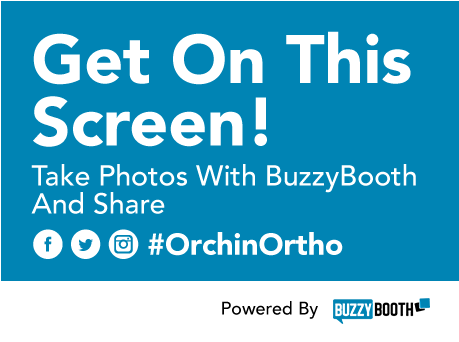 Get On This
Screen!
Take Photos With BuzzyBooth
And Share
#OrchinOrtho
Powered By BUZZYBOOTH